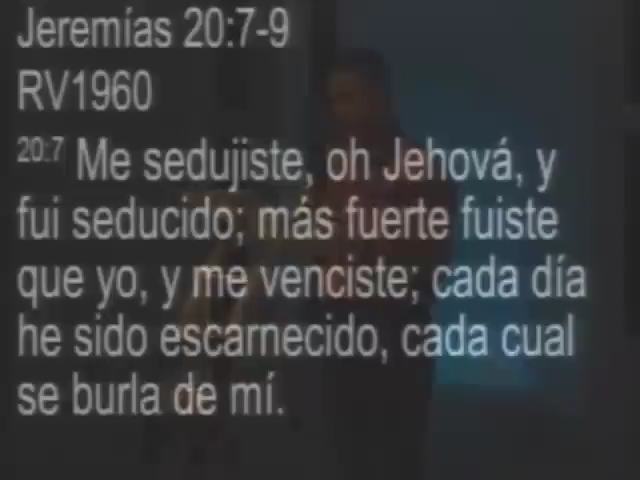 Jeremías 20:7-9
RV1960
20:7 Me sedujiste, oh Jehová, y
fui seducido; más fuerte fuiste
que yo, y me venciste; cada día
he sido escarnecido, cada cual
se burla de mí.